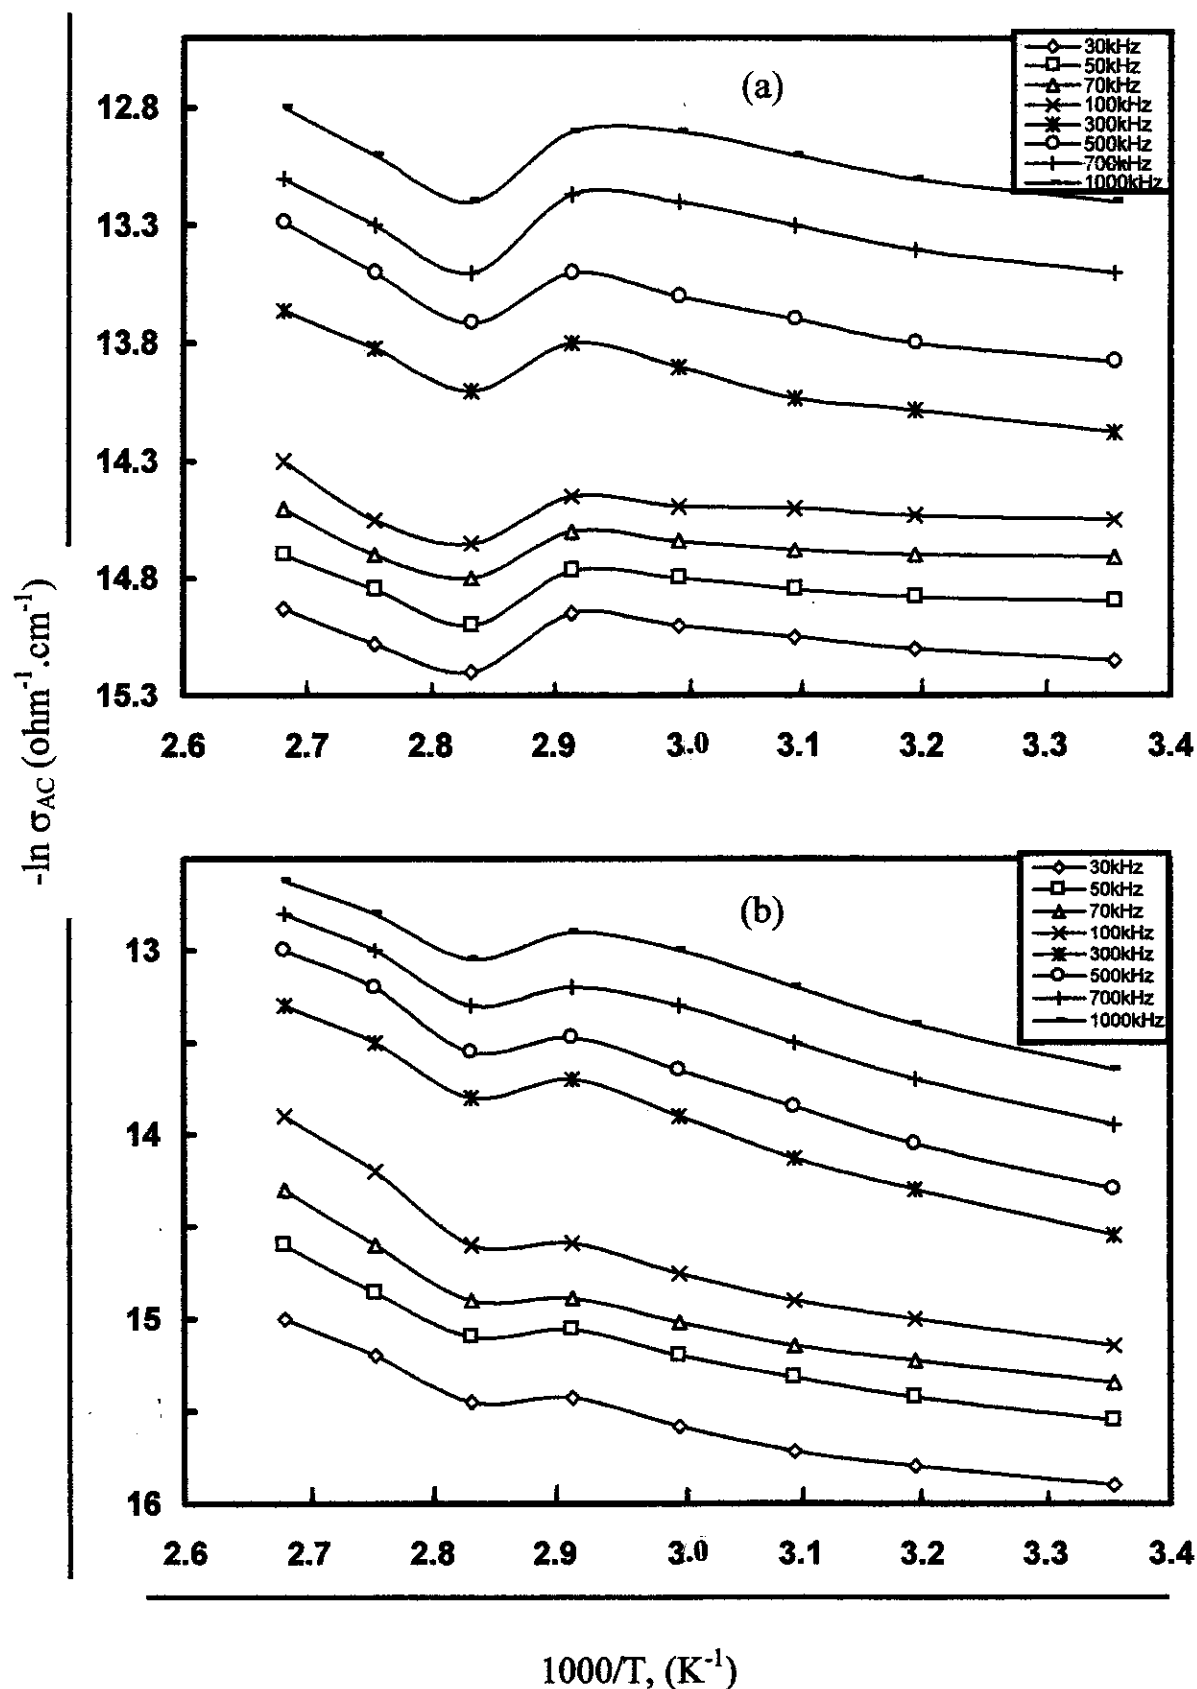 (a)
30kHz
50kHz
70kHz
100kHz
300kHz
500kHz
700kHz
1000kHz
12.8
13.3
13.8
14.3
14.8
15.3
2.6 2.7 2.8 2.9 3.0 3.1 3.2 3.3 3.4
-ln σAC (ohm-1.cm-1)
(b)
30kHz
50kHz
70kHz
100kHz
300kHz
500kHz
700kHz
1000kHz
13
14
15
16
2.6 2.7 2.8 2.9 3.0 3.1 3.2 3.3 3.4
1000/T, (K-1)